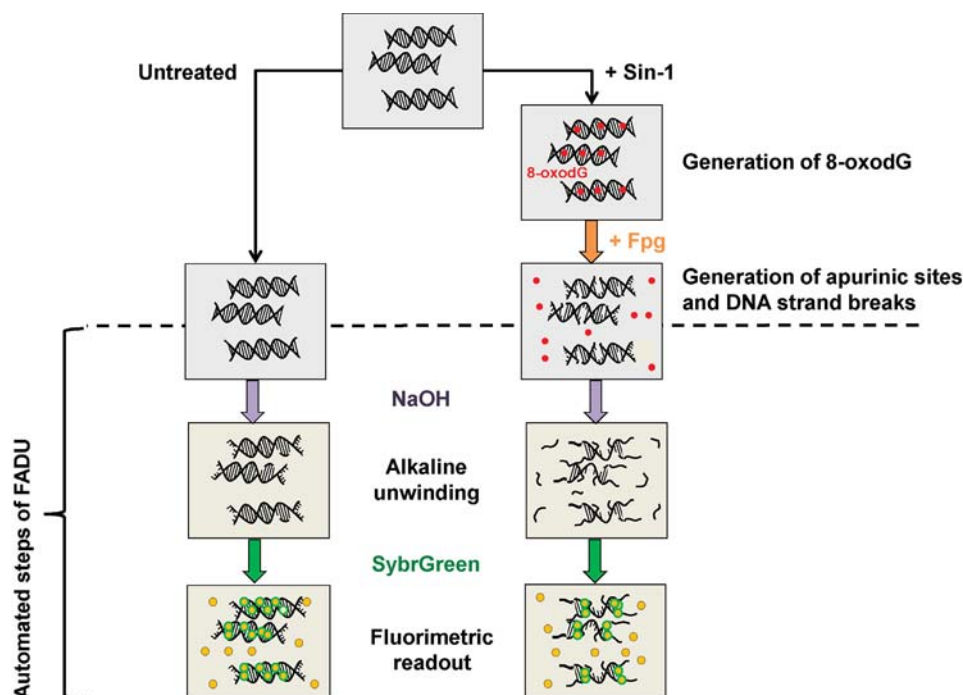 Untreated
+ Sin-1
8-oxodG
Generation of 8-oxodG
+ Fpg
Generation of apurinic sites
and DNA strand breaks
NaOH
Alkaline
unwinding
SybrGreen
Fluorimetric
readout
Automated steps of FADU